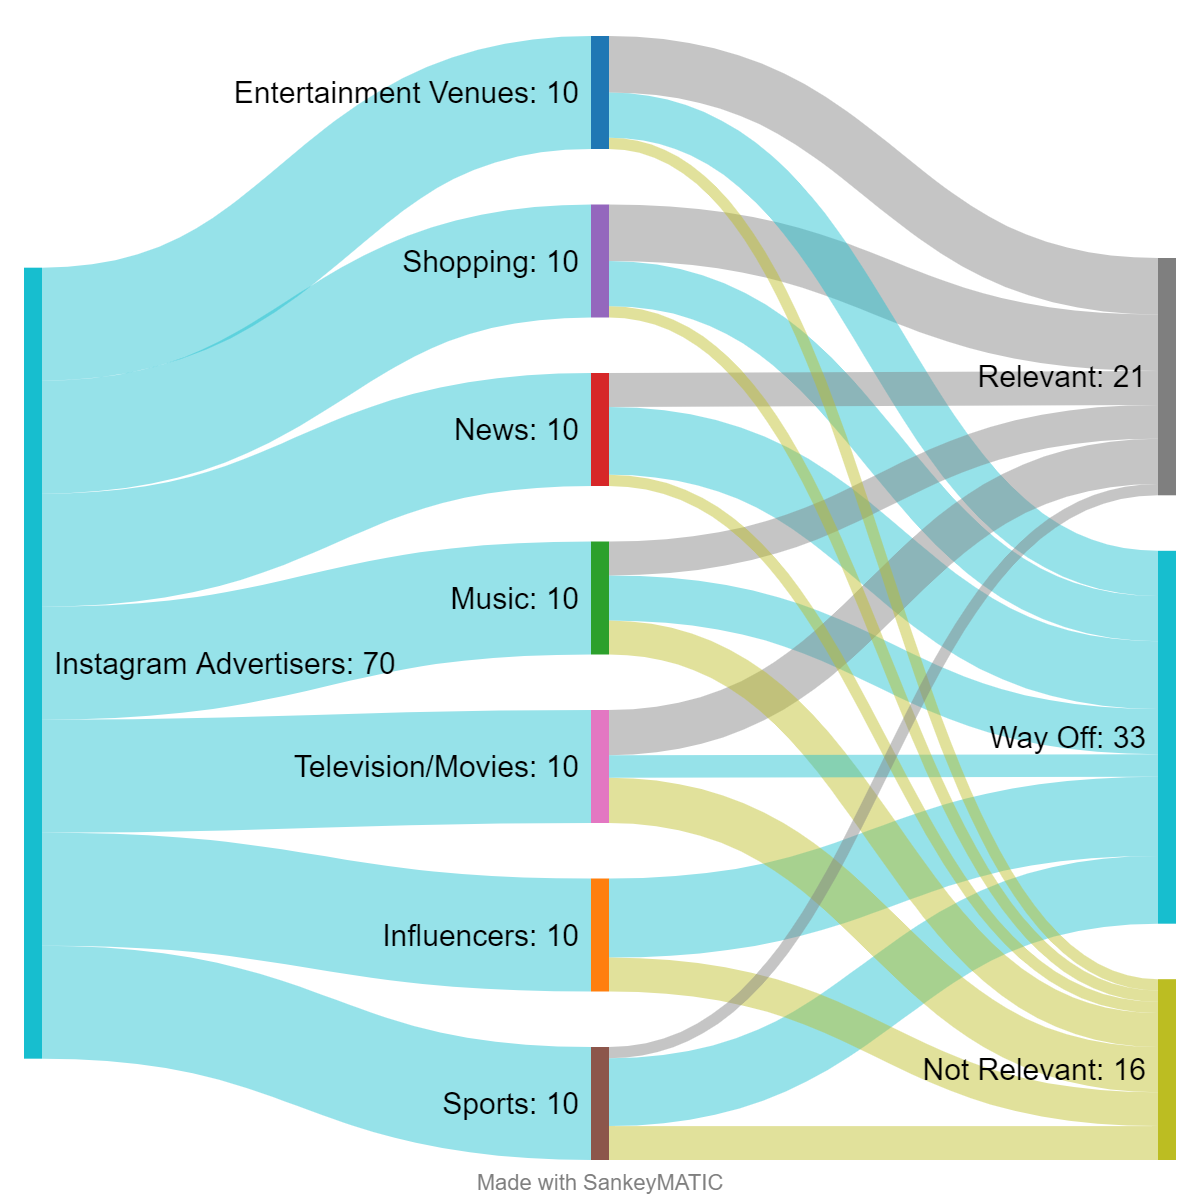 Entertainment Venues: 10
Shopping: 10
Relevant: 21
News: 10
Music: 10
Instagram Advertisers: 70
Way Off: 33
Television/Movies: 10
Influencers: 10
Not Relevant: 16
Sports: 10
Made with SankeyMATIC